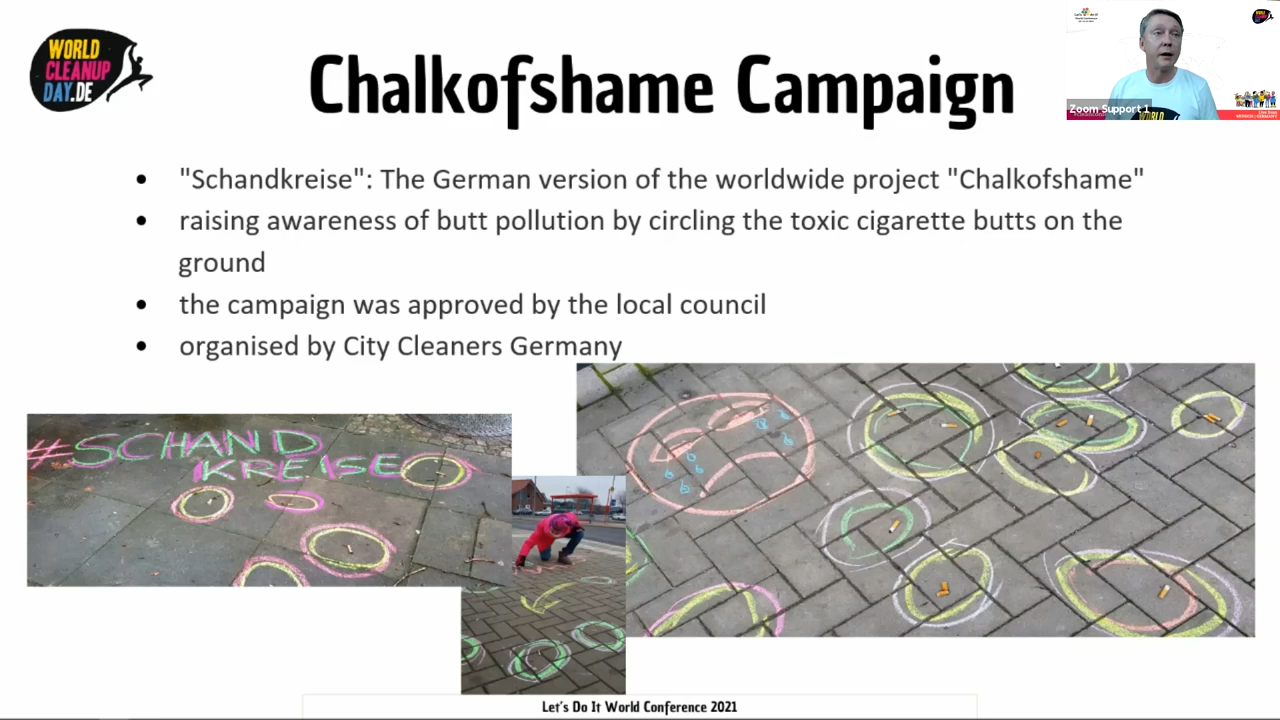 WORLD
CLEANUP
DAY.DE
Chalkofshame Campaign
Zoom Support 1
• "Schandkreise": The German version of the worldwide project "Chalkofshame"
• raising awareness of butt pollution by circling the toxic cigarette butts on the
ground
• the campaign was approved by the local council
• organised by City Cleaners Germany
#SCHAND
KREISE
Let's Do It World Conference 2021